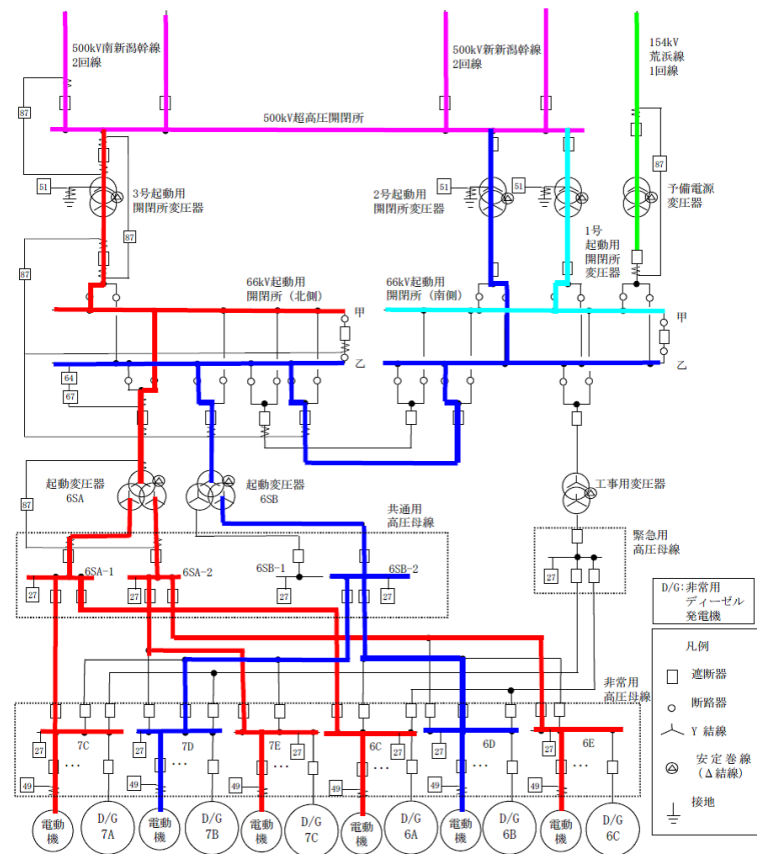 500kV南新潟幹線
2回線
500kV新新潟幹線
2回線
154kV
荒浜線
1回線
87
500kV超高圧開閉所
87
51
3号起動用
開閉所変圧器
2号起動用
開閉所変圧器
51
51
予備電源
変圧器
87
1号
起動用
開閉所
変圧器
66kV起動用
開閉所(北側)
66kV起動用
開閉所(南側)
甲
甲
乙
乙
64
67
起動変圧器
6SA
起動変圧器
6SB
工事用変圧器
87
共通用
高圧母線
緊急用
高圧母線
6SA-1
6SA-2
6SB-1
6SB-2
27
27
27
27
27
D/G:非常用
ディーゼル
発電機
凡例
遮断器
断路器
Y 結線
安定巻線
(Δ結線)
接地
非常用
高圧母線
7C
7D
7E
6C
6D
6E
27
27
27
27
27
27
49
49
49
49
49
49
…
…
…
…
…
…
電動
機
D/G
7A
電動
機
D/G
7B
電動
機
D/G
7C
電動
機
D/G
6A
電動
機
D/G
6B
電動
機
D/G
6C